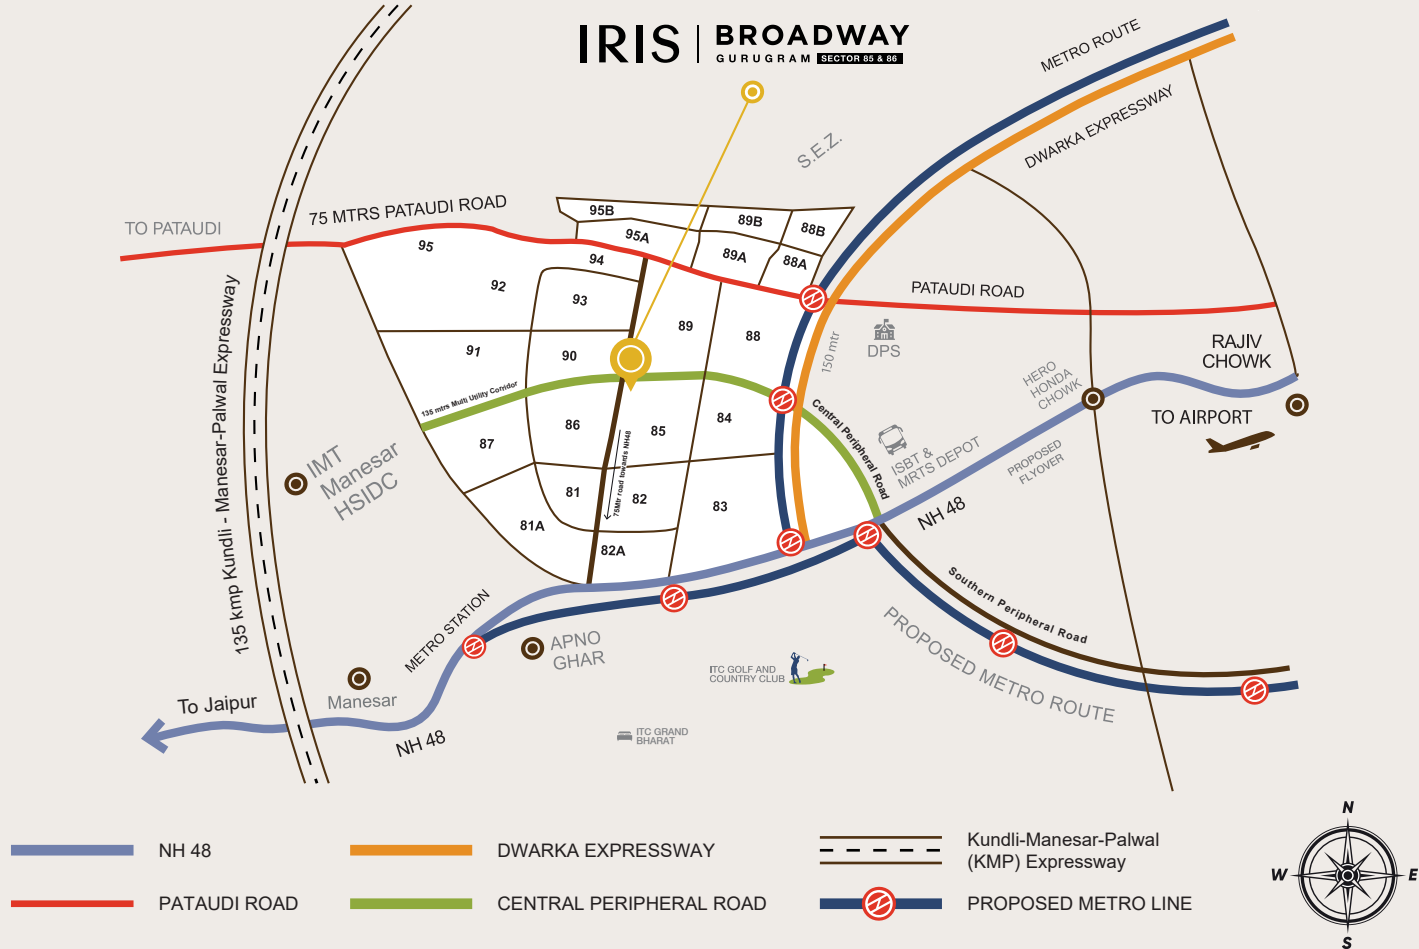 IRIS
BROADWAY
GURUGRAM SECTOR 85 & 86
METRO ROUTE
DWARKA EXPRESSWAY
S.E.Z.
TO PATAUDI
75 MTRS PATAUDI ROAD
95B
89B
88B
95A
89A
88A
95
94
92
93
89
88
91
90
PATAUDI ROAD
150 mtr
DPS
RAJIV
CHOWK
HERO
HONDA
CHOWK
TO AIRPORT
135 mtrs Multi Utility Corridor
Central Peripheral Road
86
85
84
87
75Mtr road towards NH48
81
82
83
81A
82A
ISBT &
MRTS DEPOT
PROPOSED
FLYOVER
NH 48
135 kmp Kundli - Manesar-Palwal Expressway
IMT
Manesar
HSIDC
METRO STATION
APNO
GHAR
Manesar
To Jaipur
NH 48
ITC GOLF AND
COUNTRY CLUB
ITC GRAND
BHARAT
Southern Peripheral Road
PROPOSED METRO ROUTE
NH 48
DWARKA EXPRESSWAY
Kundli-Manesar-Palwal
(KMP) Expressway
PATAUDI ROAD
CENTRAL PERIPHERAL ROAD
PROPOSED METRO LINE
N
W
E
S